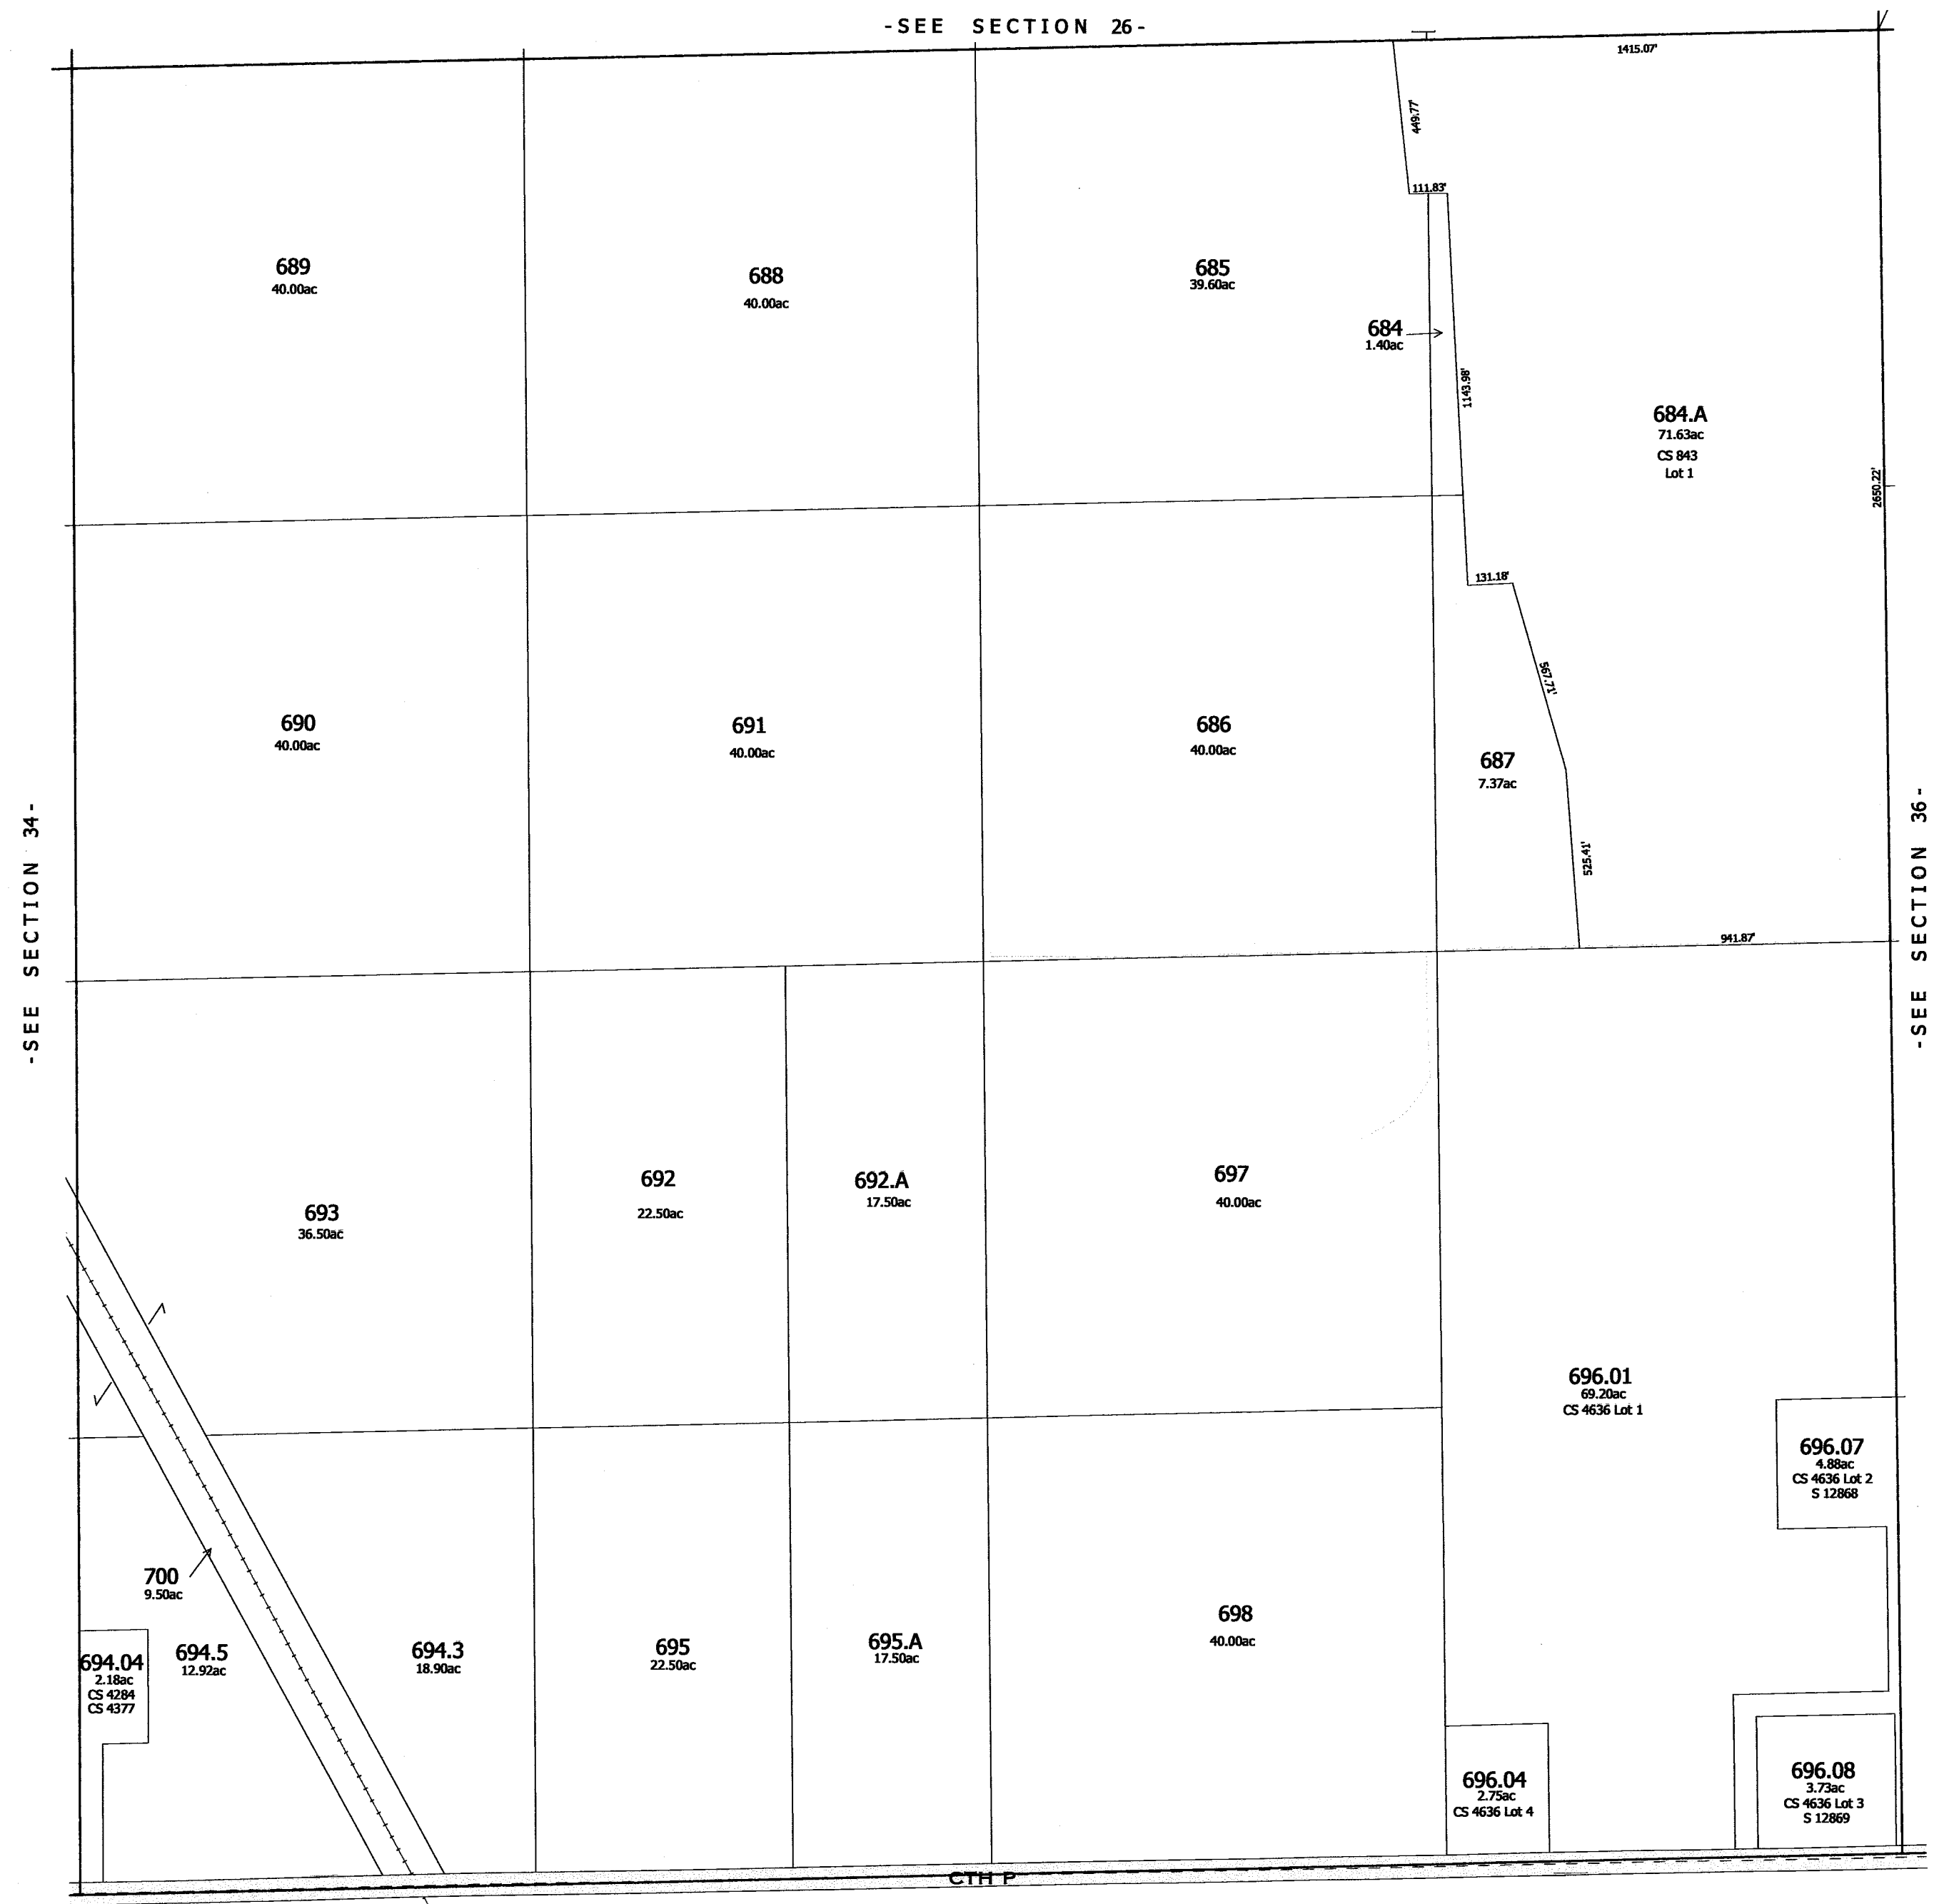 -SEE SECTION 26-
1415.07'
449.77'
111.83'
689
40.00ac
688
40.00ac
685
39.60ac
684
1.40ac
1143.98'
684.A
71.63ac
CS 843
Lot 1
2650.22'
131.18'
567.71'
690
40.00ac
691
40.00ac
686
40.00ac
687
7.37ac
525.41'
941.87'
-SEE SECTION 34-
-SEE SECTION 36-
693
36.50ac
692
22.50ac
692.A
17.50ac
697
40.00ac
696.01
69.20ac
CS 4636 Lot 1
696.07
4.88ac
CS 4636 Lot 2
S 12868
700
9.50ac
694.04
2.18ac
CS 4284
CS 4377
694.5
12.92ac
694.3
18.90ac
695
22.50ac
695.A
17.50ac
698
40.00ac
696.04
2.75ac
CS 4636 Lot 4
696.08
3.73ac
CS 4636 Lot 3
S 12869
CTH P